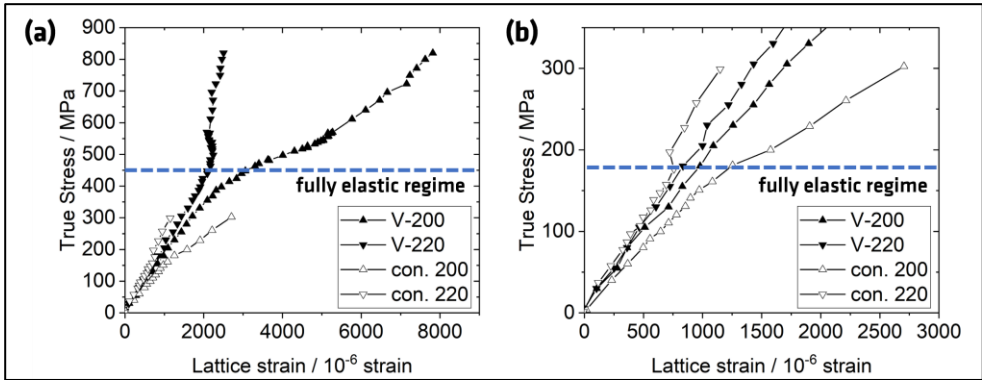 (a)
True Stress / MPa
900
800
700
600
500
400
300
200
100
0
fully elastic regime
V-200
V-220
con. 200
con. 220
0 2000 4000 6000 8000
Lattice strain / 10⁻⁶ strain
(b)
True Stress / MPa
300
200
100
0
fully elastic regime
V-200
V-220
con. 200
con. 220
0 500 1000 1500 2000 2500 3000
Lattice strain / 10⁻⁶ strain